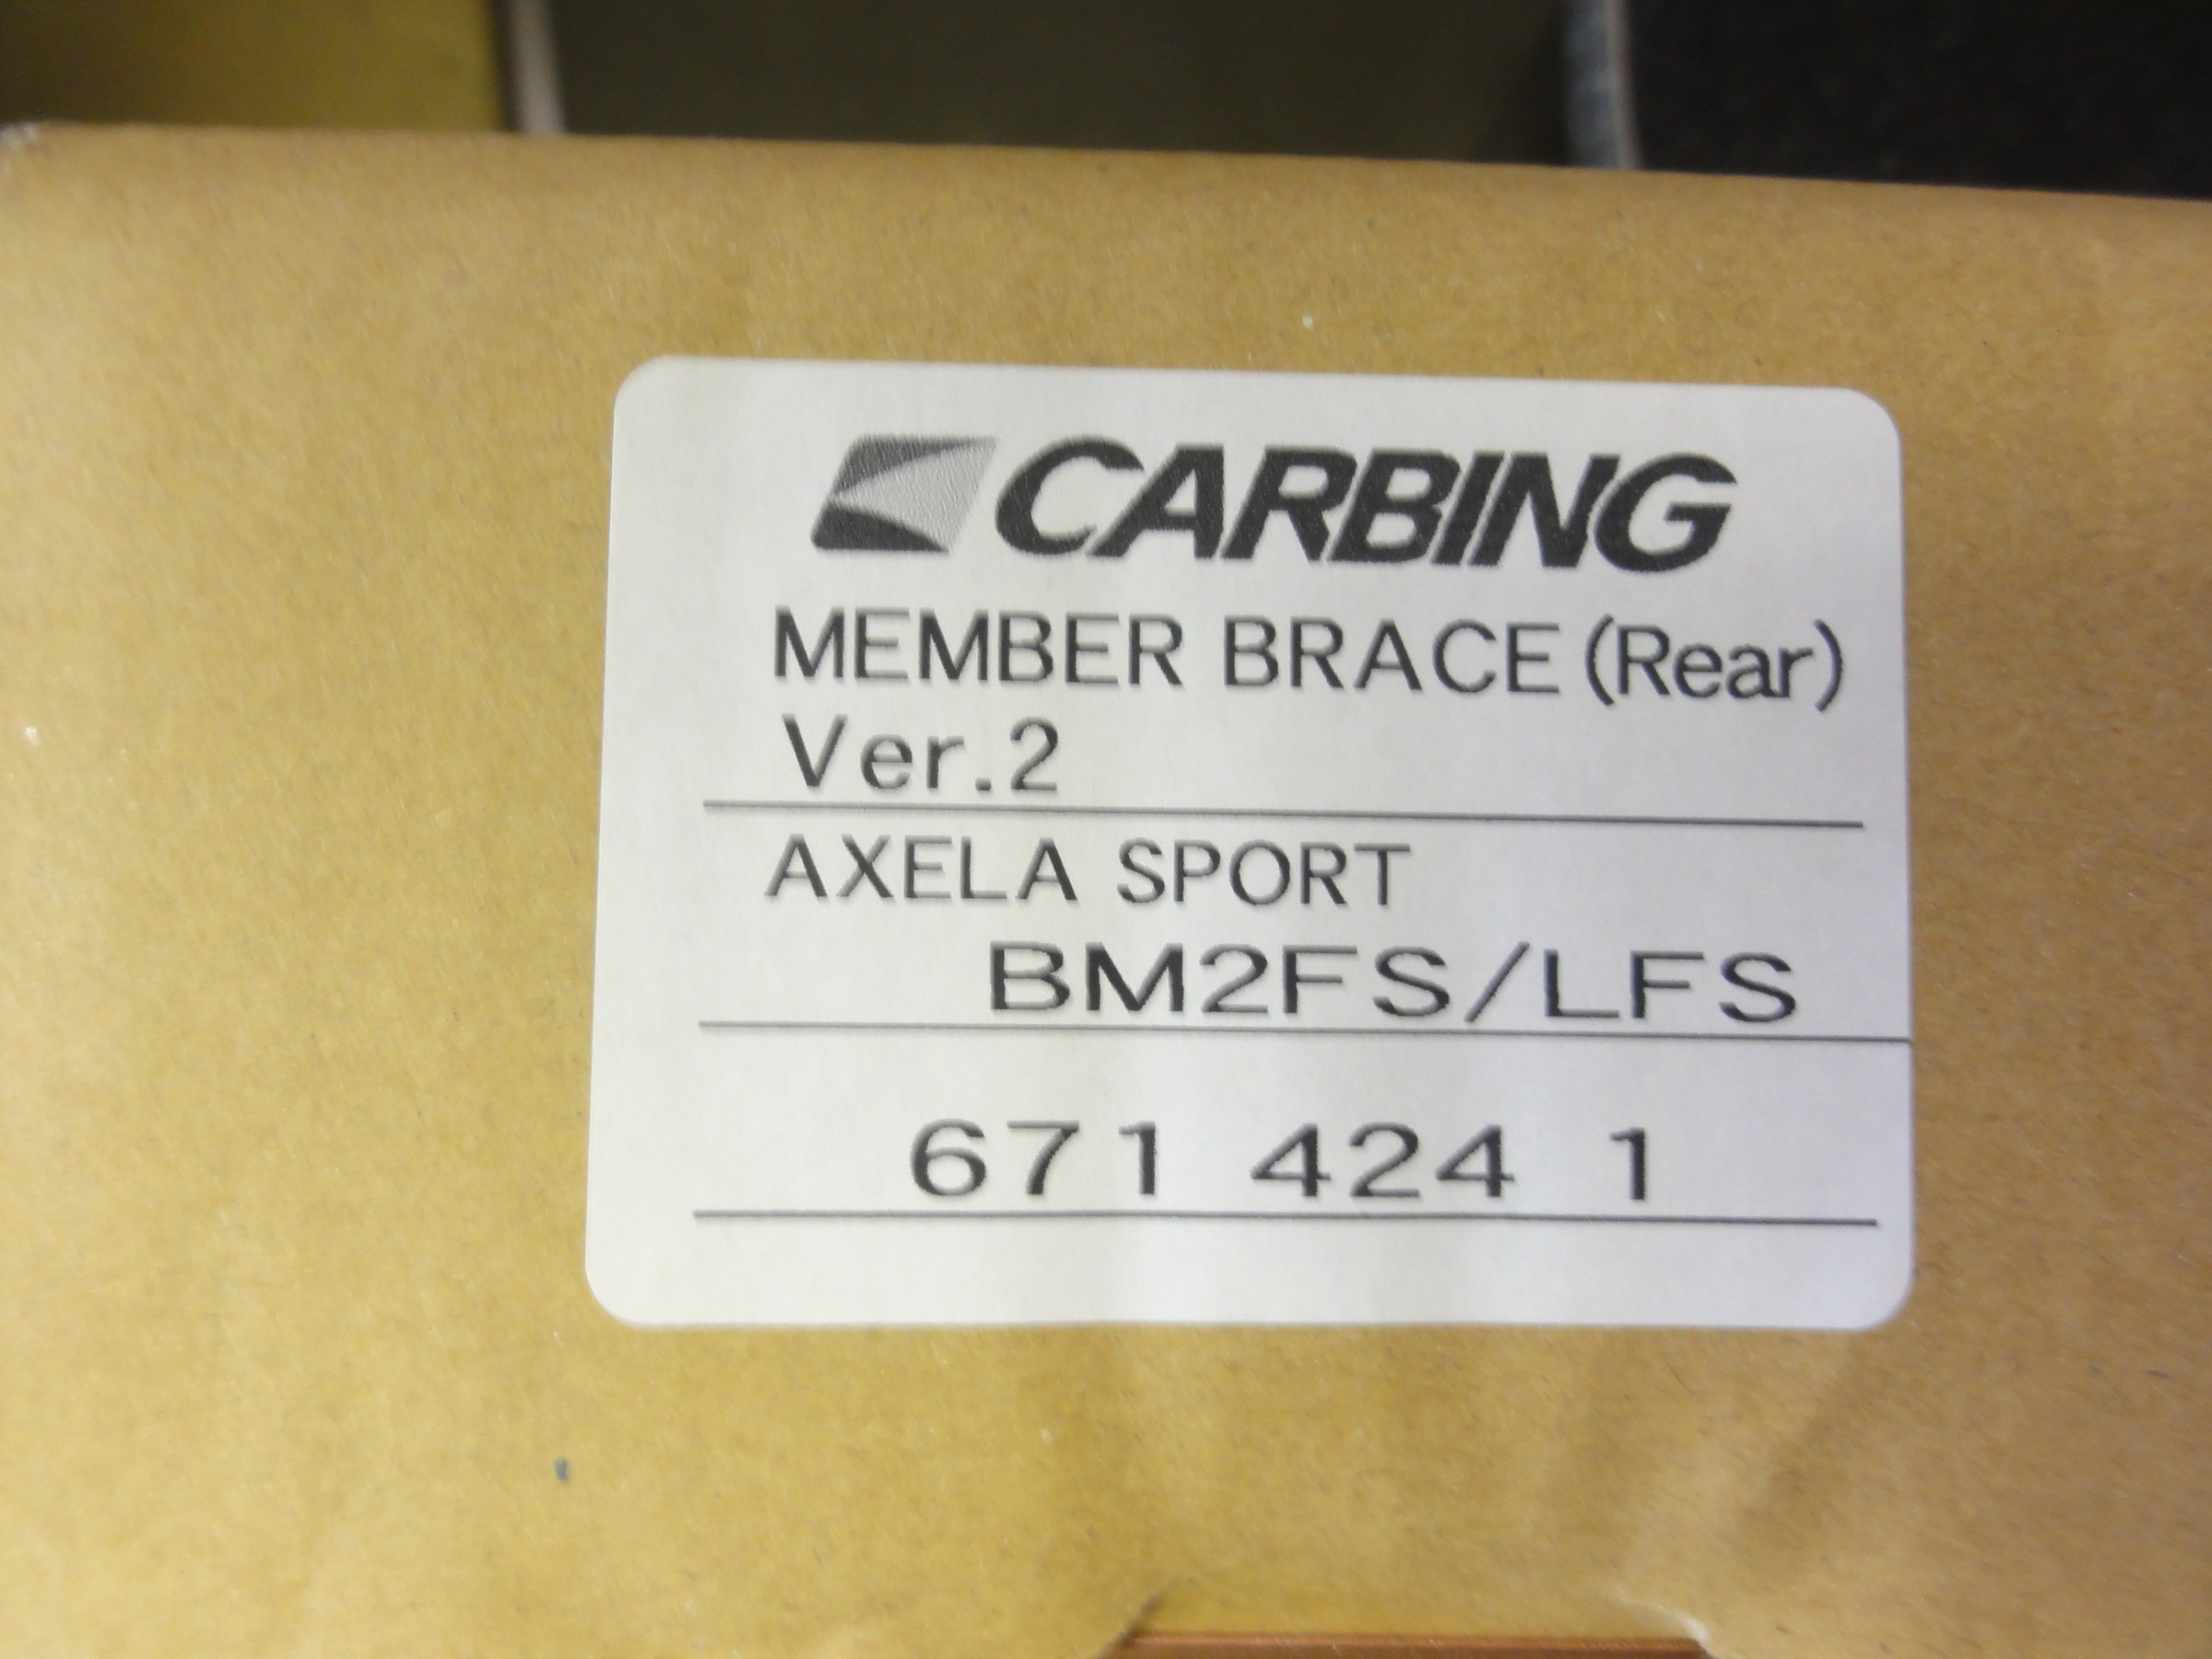 CARBING
MEMBER BRACE (Rear)
Ver.2
AXELA SPORT
BM2FS/LFS
671 424 1